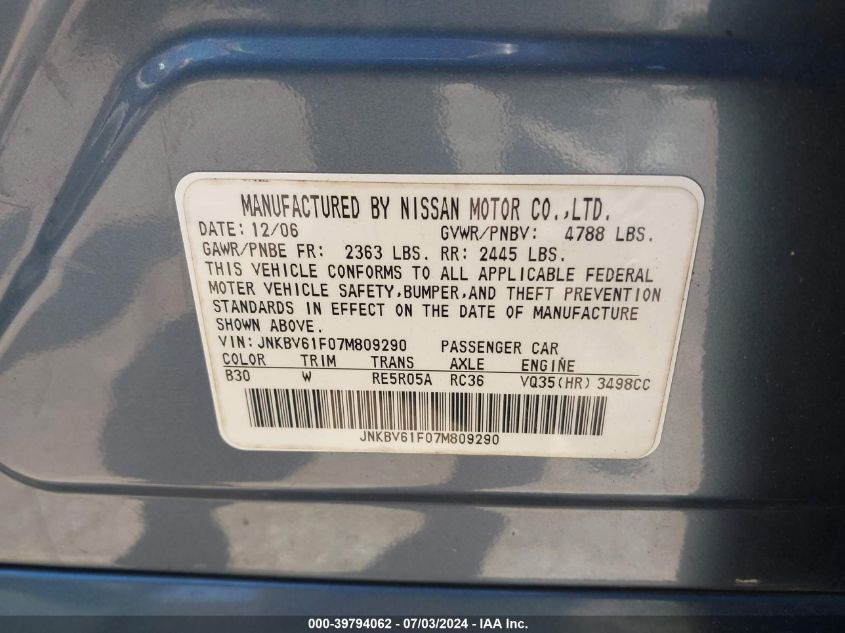 MANUFACTURED BY NISSAN MOTOR CO.,LTD.
DATE: 12/06 GVWR/PNBV: 4788 LBS.
GAWR/PNBE FR: 2363 LBS. RR: 2445 LBS.
THIS VEHICLE CONFORMS TO ALL APPLICABLE FEDERAL
MOTER VEHICLE SAFETY,BUMPER,AND THEFT PREVENTION
STANDARDS IN EFFECT ON THE DATE OF MANUFACTURE
SHOWN ABOVE.
VIN: JNKBV61F07M809290 PASSENGER CAR
COLOR TRIM TRANS AXLE ENGINE
B30 W RE5R05A RC36 VQ35(HR) 3498CC
JNKBV61F07M809290
000-39794062 - 07/03/2024 - IAA Inc.